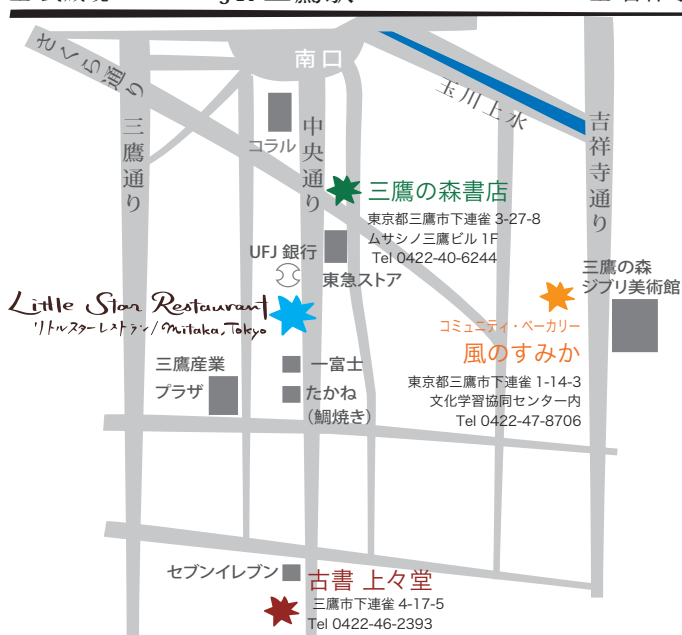 南口
さくら通り
玉川上水
三鷹通り
中央通り
吉祥寺通り
コラル
三鷹の森書店
東京都三鷹市下連雀 3-27-8
ムサシノ三鷹ビル 1F
Tel 0422-40-6244
UFJ 銀行
東急ストア
三鷹の森
ジブリ美術館
Little Star Restaurant
リトルスターレストラン/Mitaka,Tokyo
コミュニティ・ベーカリー
風のすみか
東京都三鷹市下連雀 1-14-3
文化学習協同センター内
Tel 0422-47-8706
三鷹産業
プラザ
一富士
たかね
(鯛焼き)
セブンイレブン
古書 上々堂
三鷹市下連雀 4-17-5
Tel 0422-46-2393